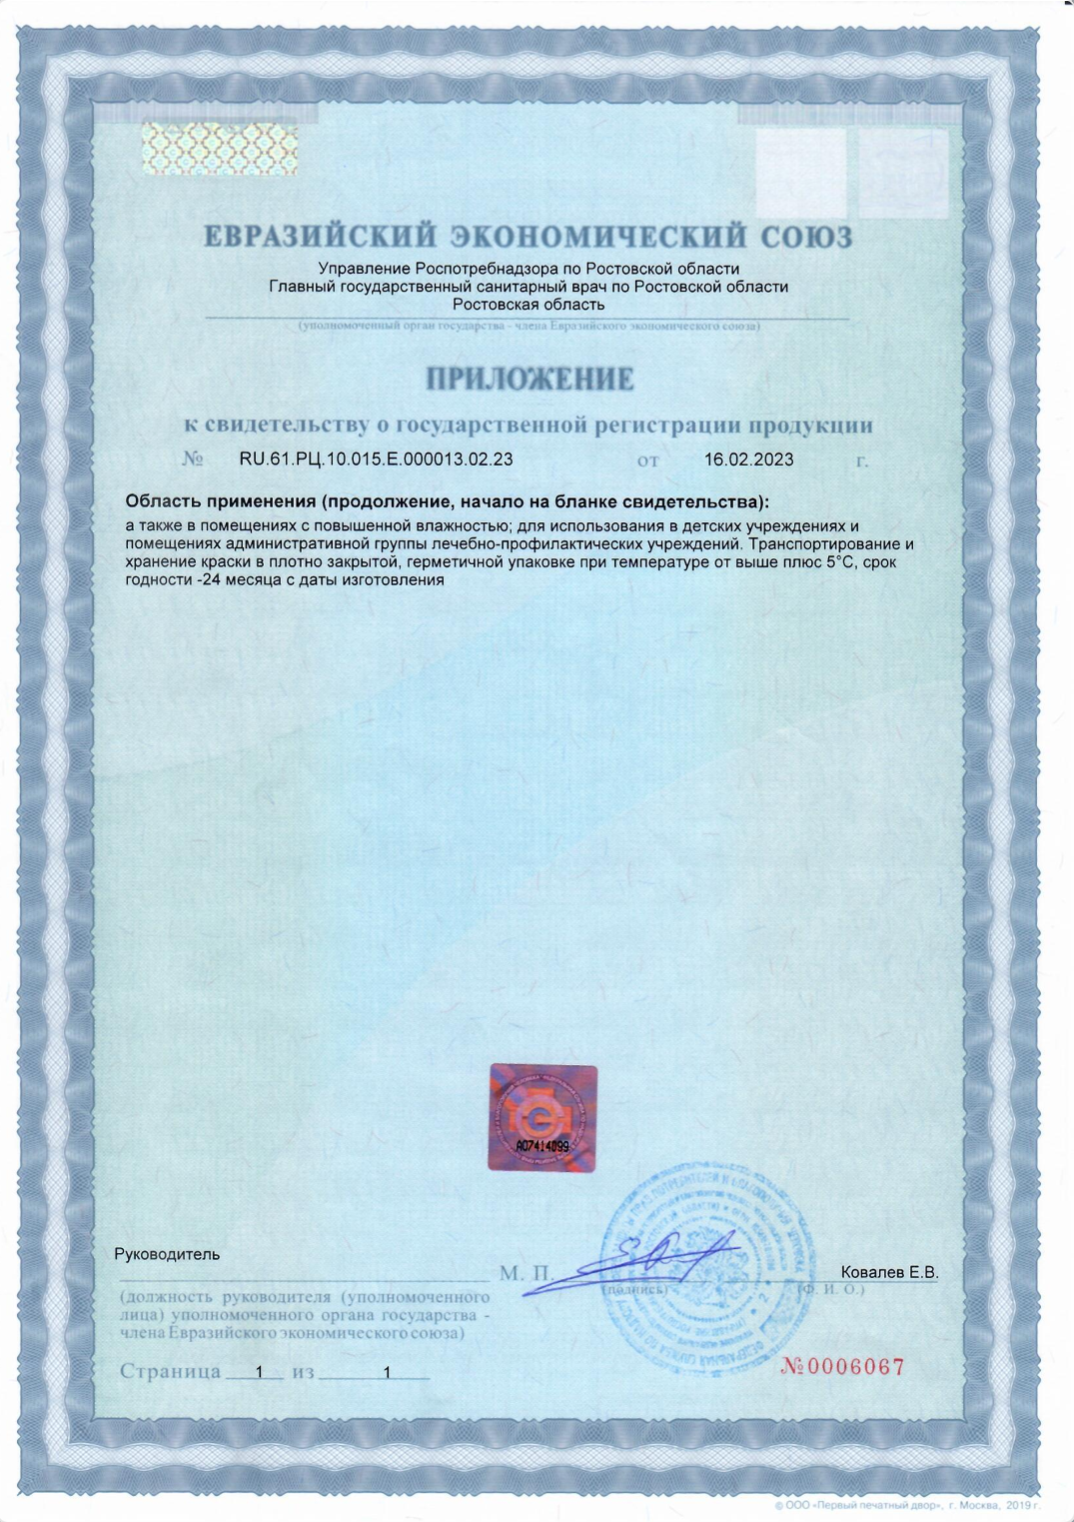 ЕВРАЗИЙСКИЙ ЭКОНОМИЧЕСКИЙ СОЮЗ
Управление Роспотребнадзора по Ростовской области
Главный государственный санитарный врач по Ростовской области
Ростовская область
(уполномоченный орган государства - члена Евразийского экономического союза)
ПРИЛОЖЕНИЕ
к свидетельству о государственной регистрации продукции
№ RU.61.РЦ.10.015.Е.000013.02.23 от 16.02.2023 г.
Область применения (продолжение, начало на бланке свидетельства):
а также в помещениях с повышенной влажностью; для использования в детских учреждениях и
помещениях административной группы лечебно-профилактических учреждений. Транспортирование и
хранение краски в плотно закрытой, герметичной упаковке при температуре от выше плюс 5°С, срок
годности -24 месяца с даты изготовления
А07414099
Руководитель
М. П.
Ковалев Е.В.
(подпись)
(Ф. И. О.)
(должность руководителя (уполномоченного
лица) уполномоченного органа государства -
члена Евразийского экономического союза)
Страница 1 из 1
№0006067
© ООО «Первый печатный двор», г. Москва, 2019 г.